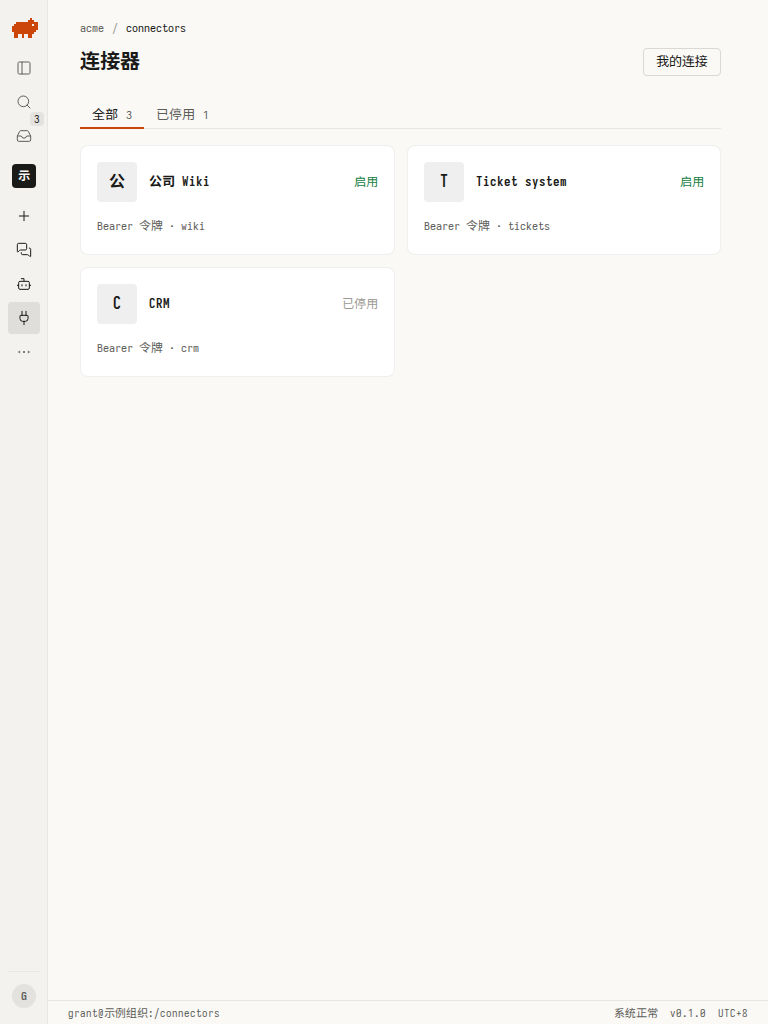 acme / connectors
连接器
我的连接
全部 3 已停用 1
3
示
公 公司 Wiki 启用
Bearer 令牌 · wiki
T Ticket system 启用
Bearer 令牌 · tickets
C CRM 已停用
Bearer 令牌 · crm
G
grant@示例组织:/connectors 系统正常 v0.1.0 UTC+8